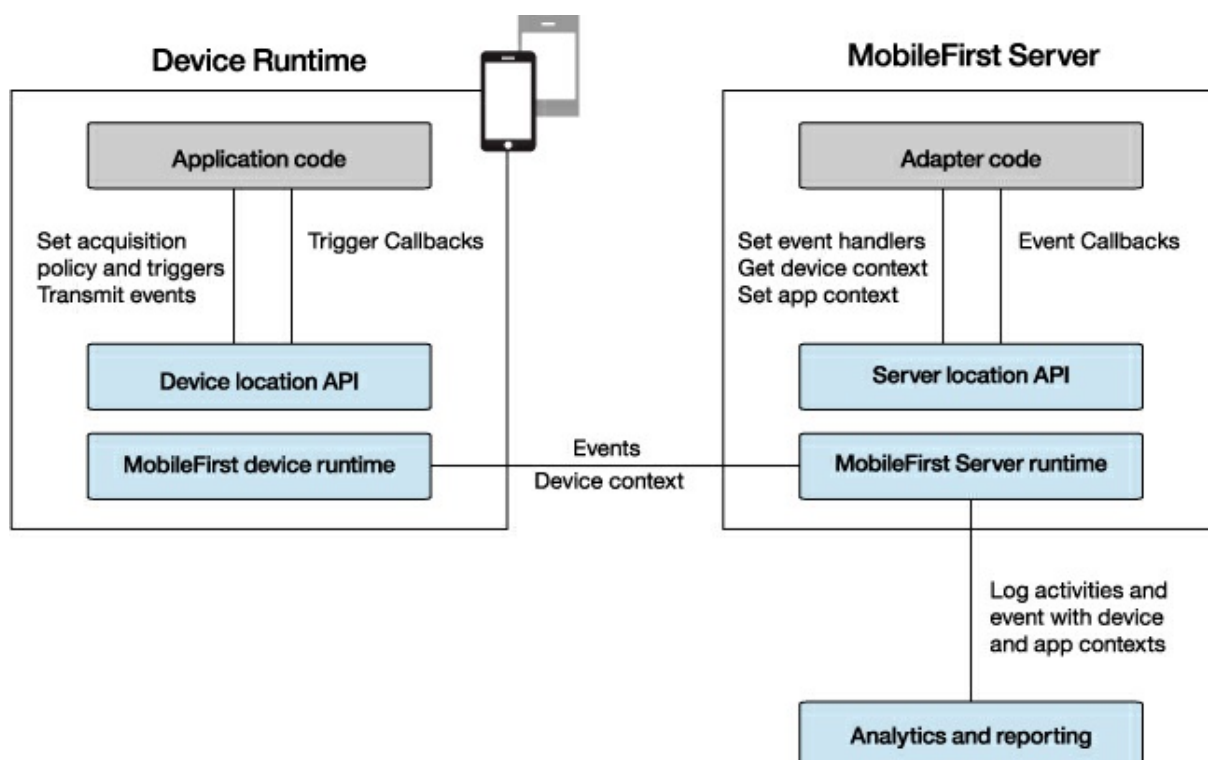 Device Runtime
MobileFirst Server
Application code
Adapter code
Set acquisition
policy and triggers
Transmit events
Trigger Callbacks
Set event handlers
Get device context
Set app context
Event Callbacks
Device location API
Server location API
MobileFirst device runtime
Events
Device context
MobileFirst Server runtime
Log activities and
event with device
and app contexts
Analytics and reporting